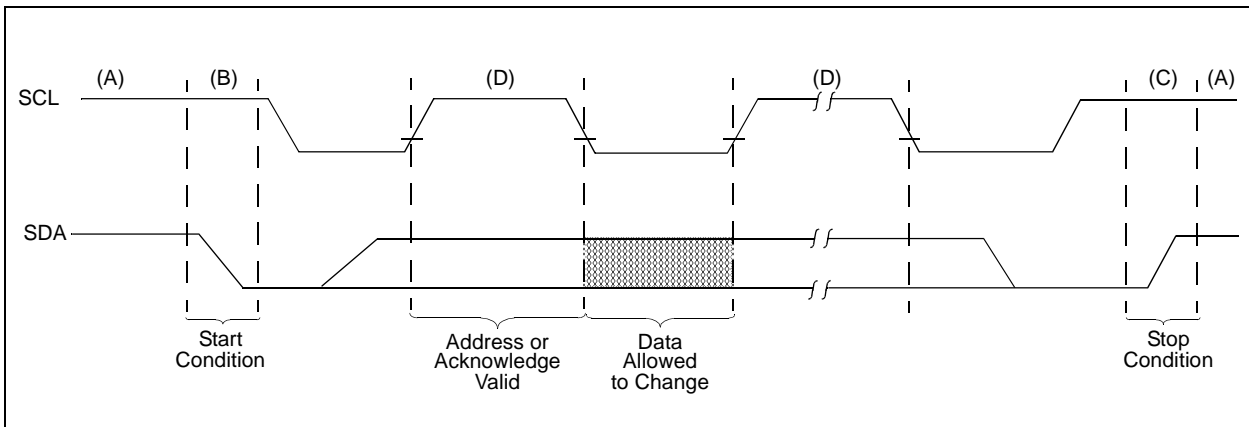 (A) (B) (D) (D) (C) (A)
SCL
SDA
Start
Condition
Address or
Acknowledge
Valid
Data
Allowed
to Change
Stop
Condition